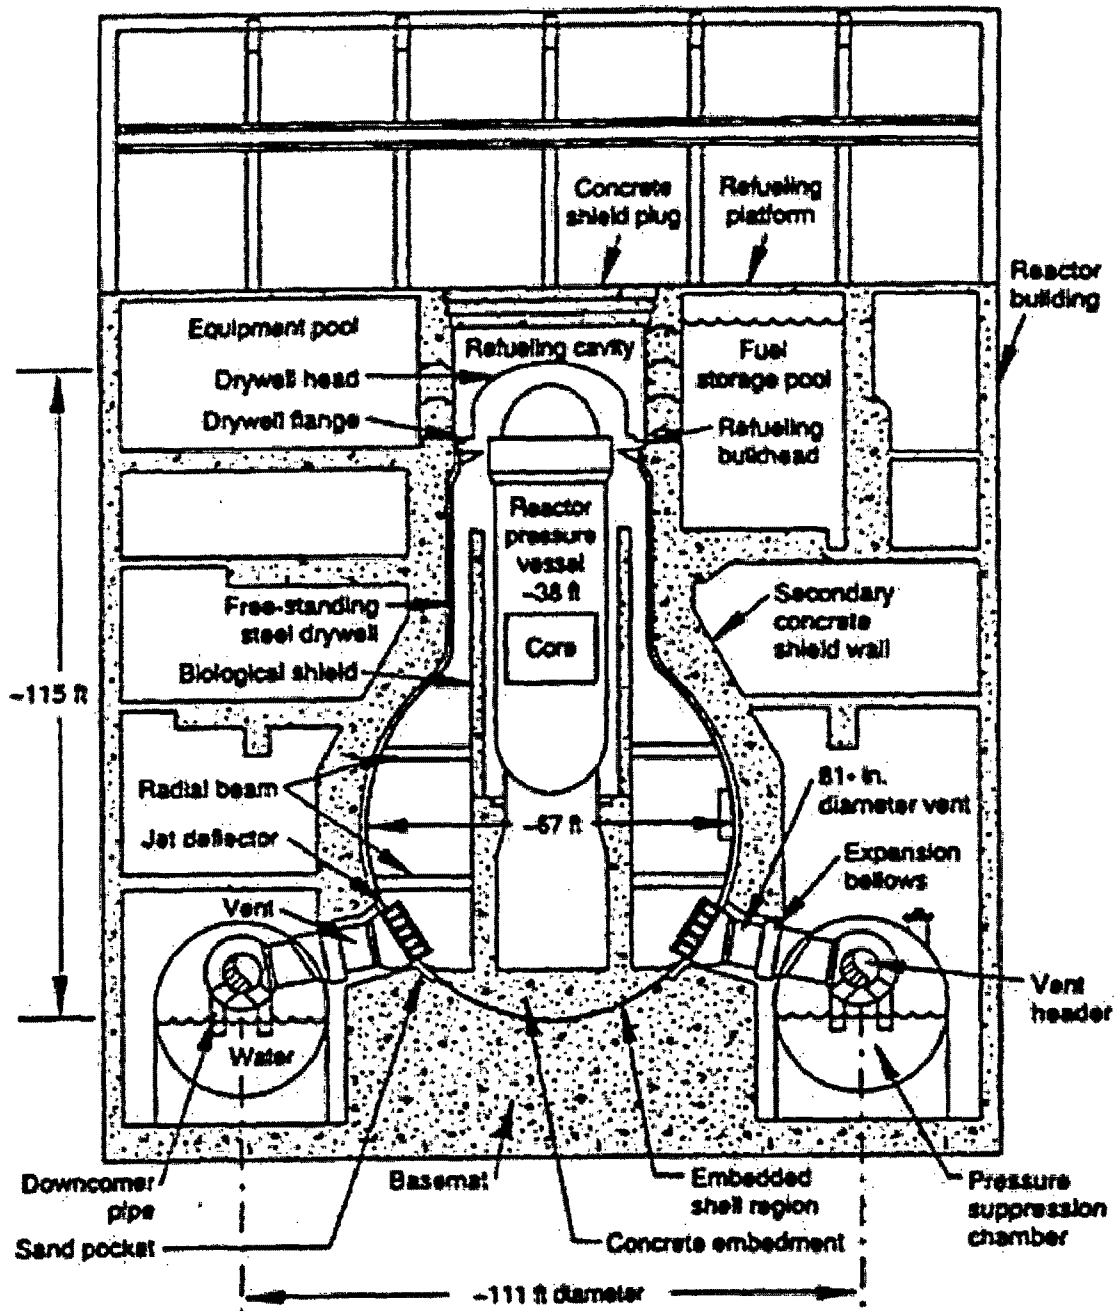 Concrete
shield plug
Refueling
platform
Reactor
building
Equipment pool
Refueling cavity
Fuel
storage pool
Drywell head
Drywell flange
Refueling
bulkhead
Reactor
pressure
vessel
~38 ft
Core
Free-standing
steel drywell
Secondary
concrete
shield wall
Biological shield
~115 ft
Radial beam
81- in.
diameter vent
~67 ft
Jet deflector
Expansion
bellows
Vent
Vent
header
Water
Downcomer
pipe
Basemat
Embedded
shell region
Pressure
suppression
chamber
Sand pocket
Concrete embedment
~111 ft diameter